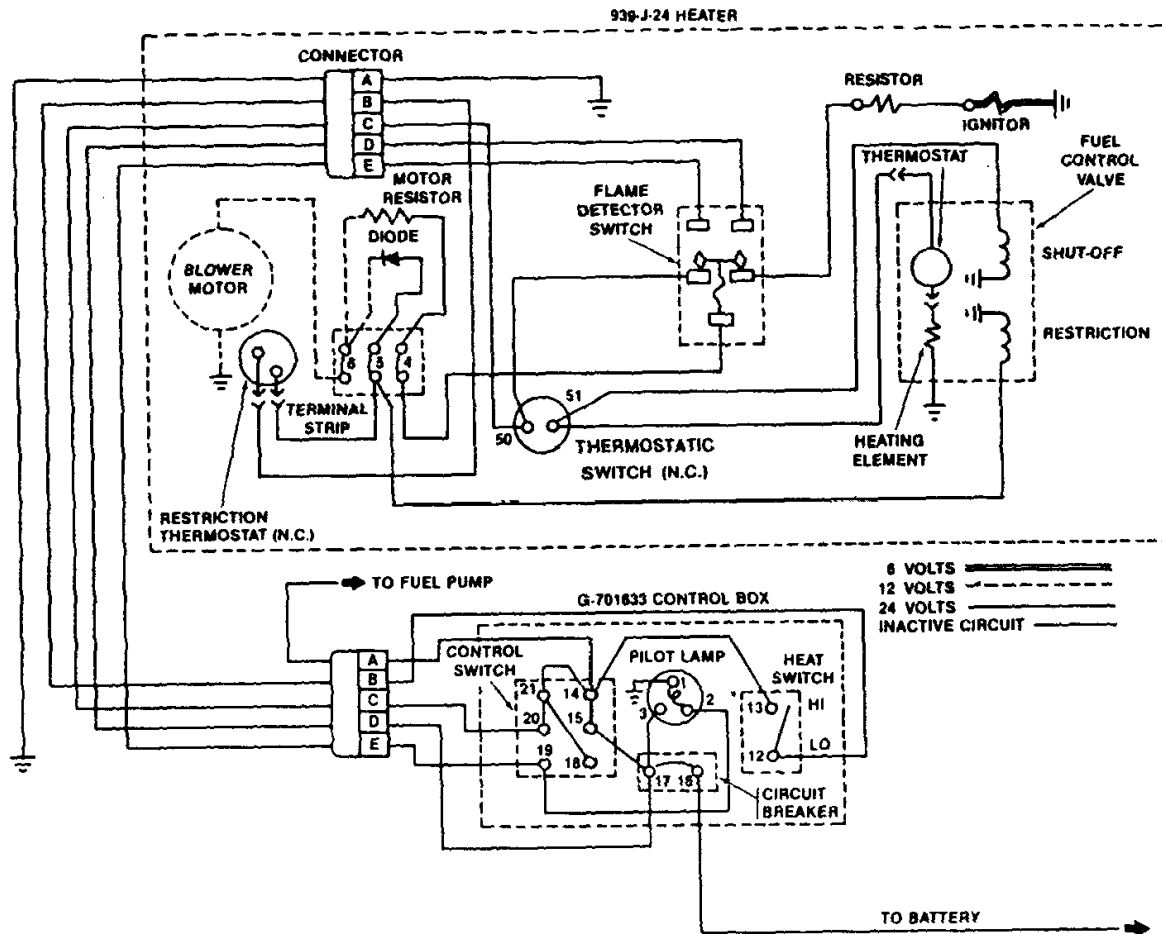 939-J-24 HEATER
CONNECTOR
A
B
C
D
E
RESISTOR
IGNITOR
FUEL
CONTROL
VALVE
THERMOSTAT
MOTOR
RESISTOR
DIODE
FLAME
DETECTOR
SWITCH
BLOWER
MOTOR
SHUT-OFF
RESTRICTION
6
5
4
TERMINAL
STRIP
51
50
THERMOSTATIC
SWITCH (N.C.)
HEATING
ELEMENT
RESTRICTION
THERMOSTAT (N.C.)
6 VOLTS
12 VOLTS
24 VOLTS
INACTIVE CIRCUIT
TO FUEL PUMP
G-701633 CONTROL BOX
A
B
C
D
E
CONTROL
SWITCH
PILOT LAMP
HEAT
SWITCH
21
14
1
2
3
13
HI
20
15
19
18
12
LO
17
16
CIRCUIT
BREAKER
TO BATTERY